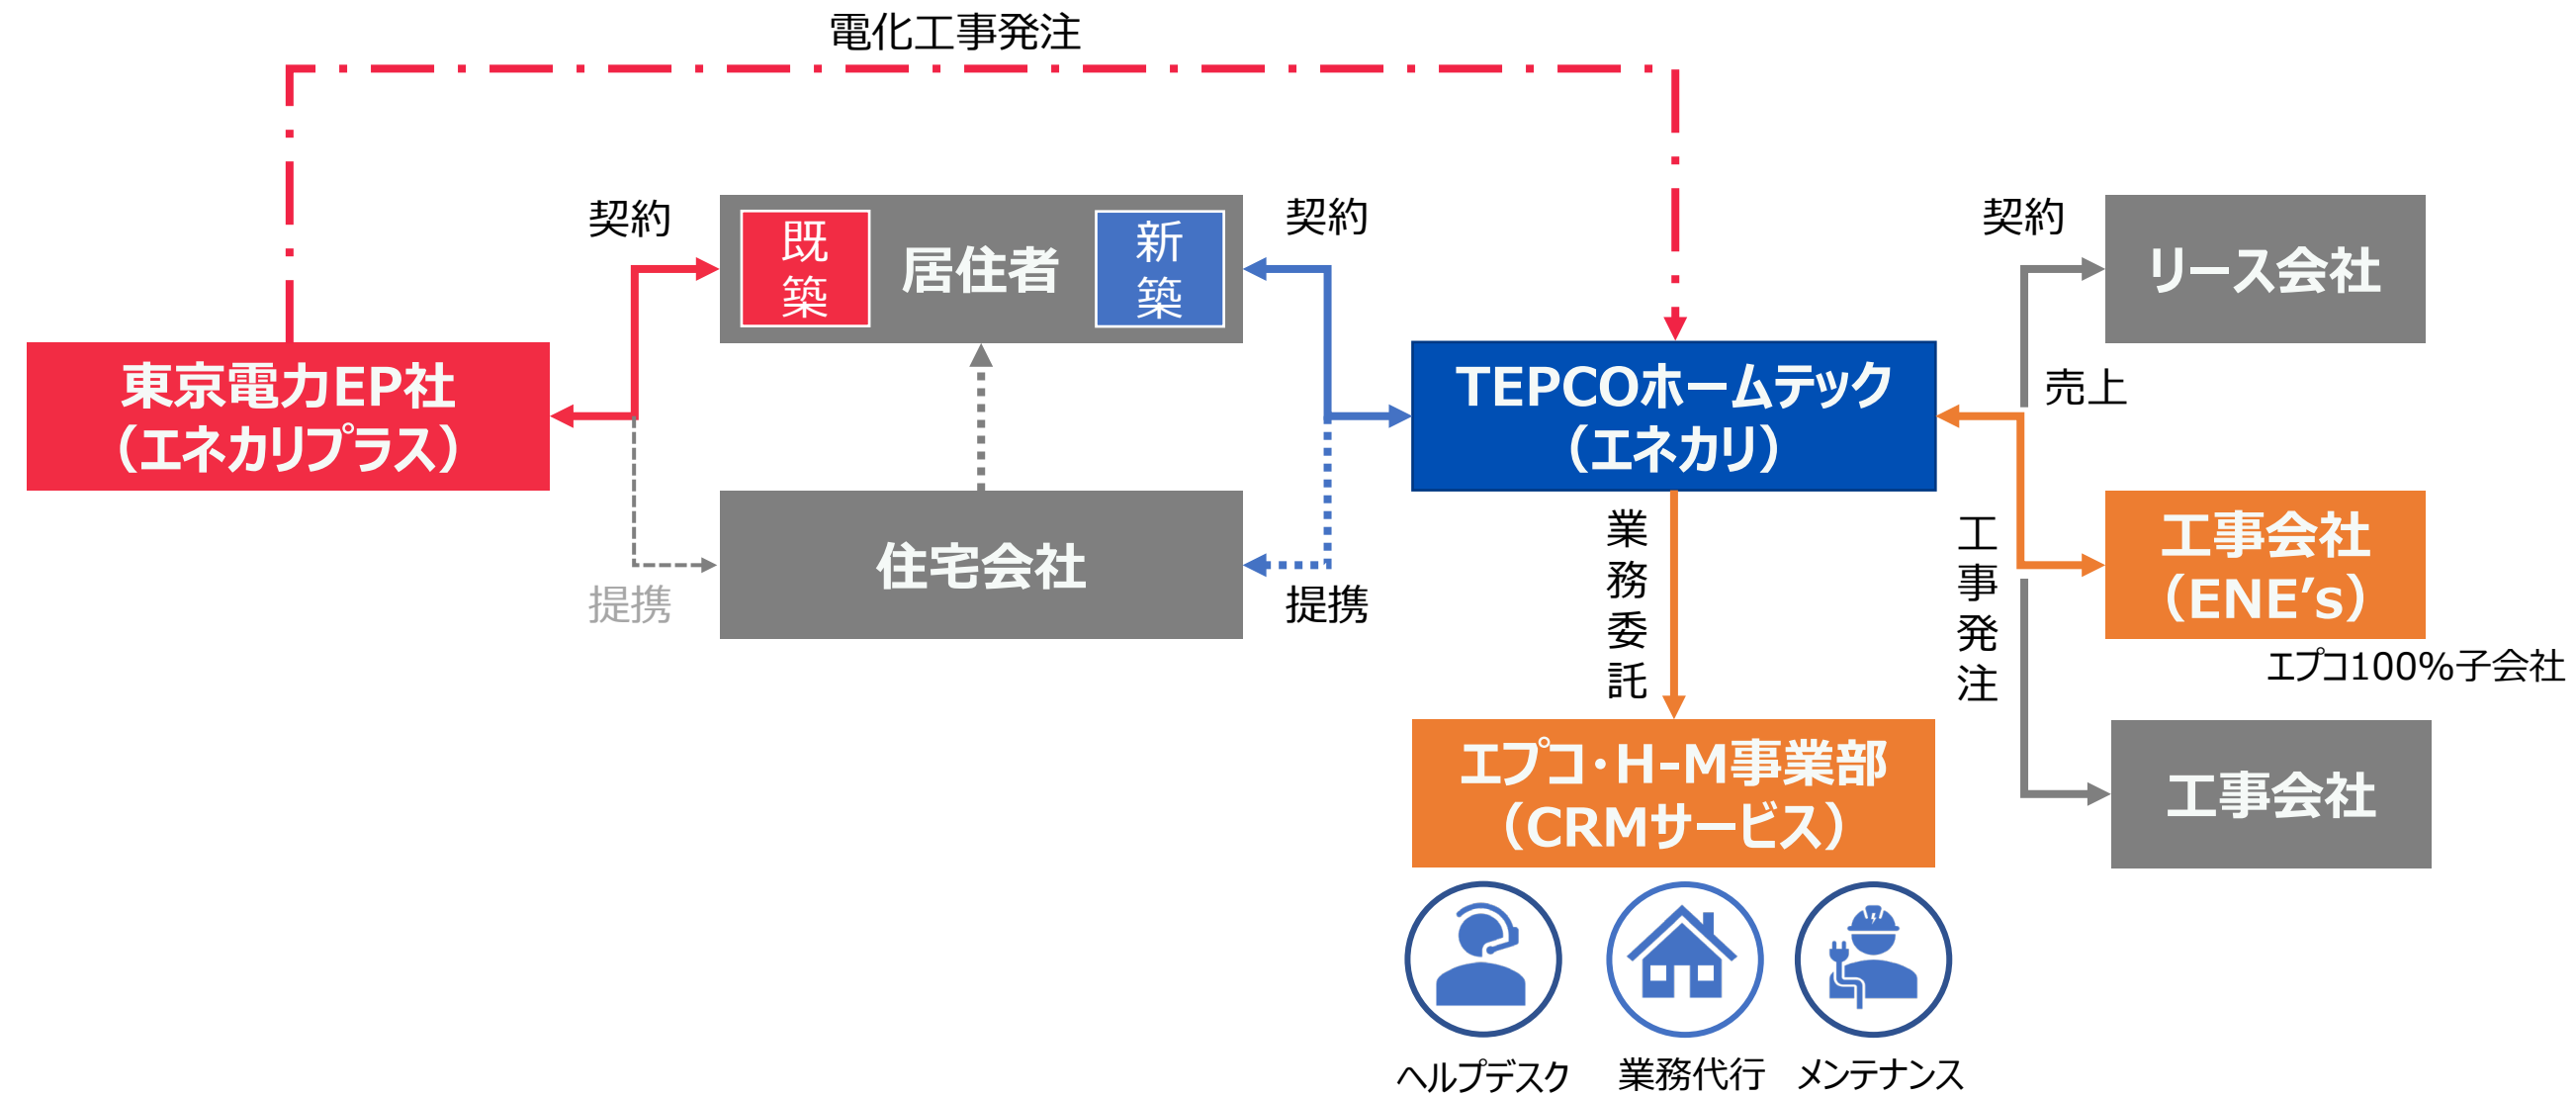 電化工事発注
契約
既
築
居住者
新
築
契約
契約
リース会社
東京電力EP社
（エネカリプラス）
TEPCOホームテック
（エネカリ）
売上
住宅会社
提携
提携
業
務
委
託
工
事
発
注
工事会社
（ENE’s）
エプコ100%子会社
エプコ・H-M事業部
（CRMサービス）
工事会社
ヘルプデスク
業務代行
メンテナンス